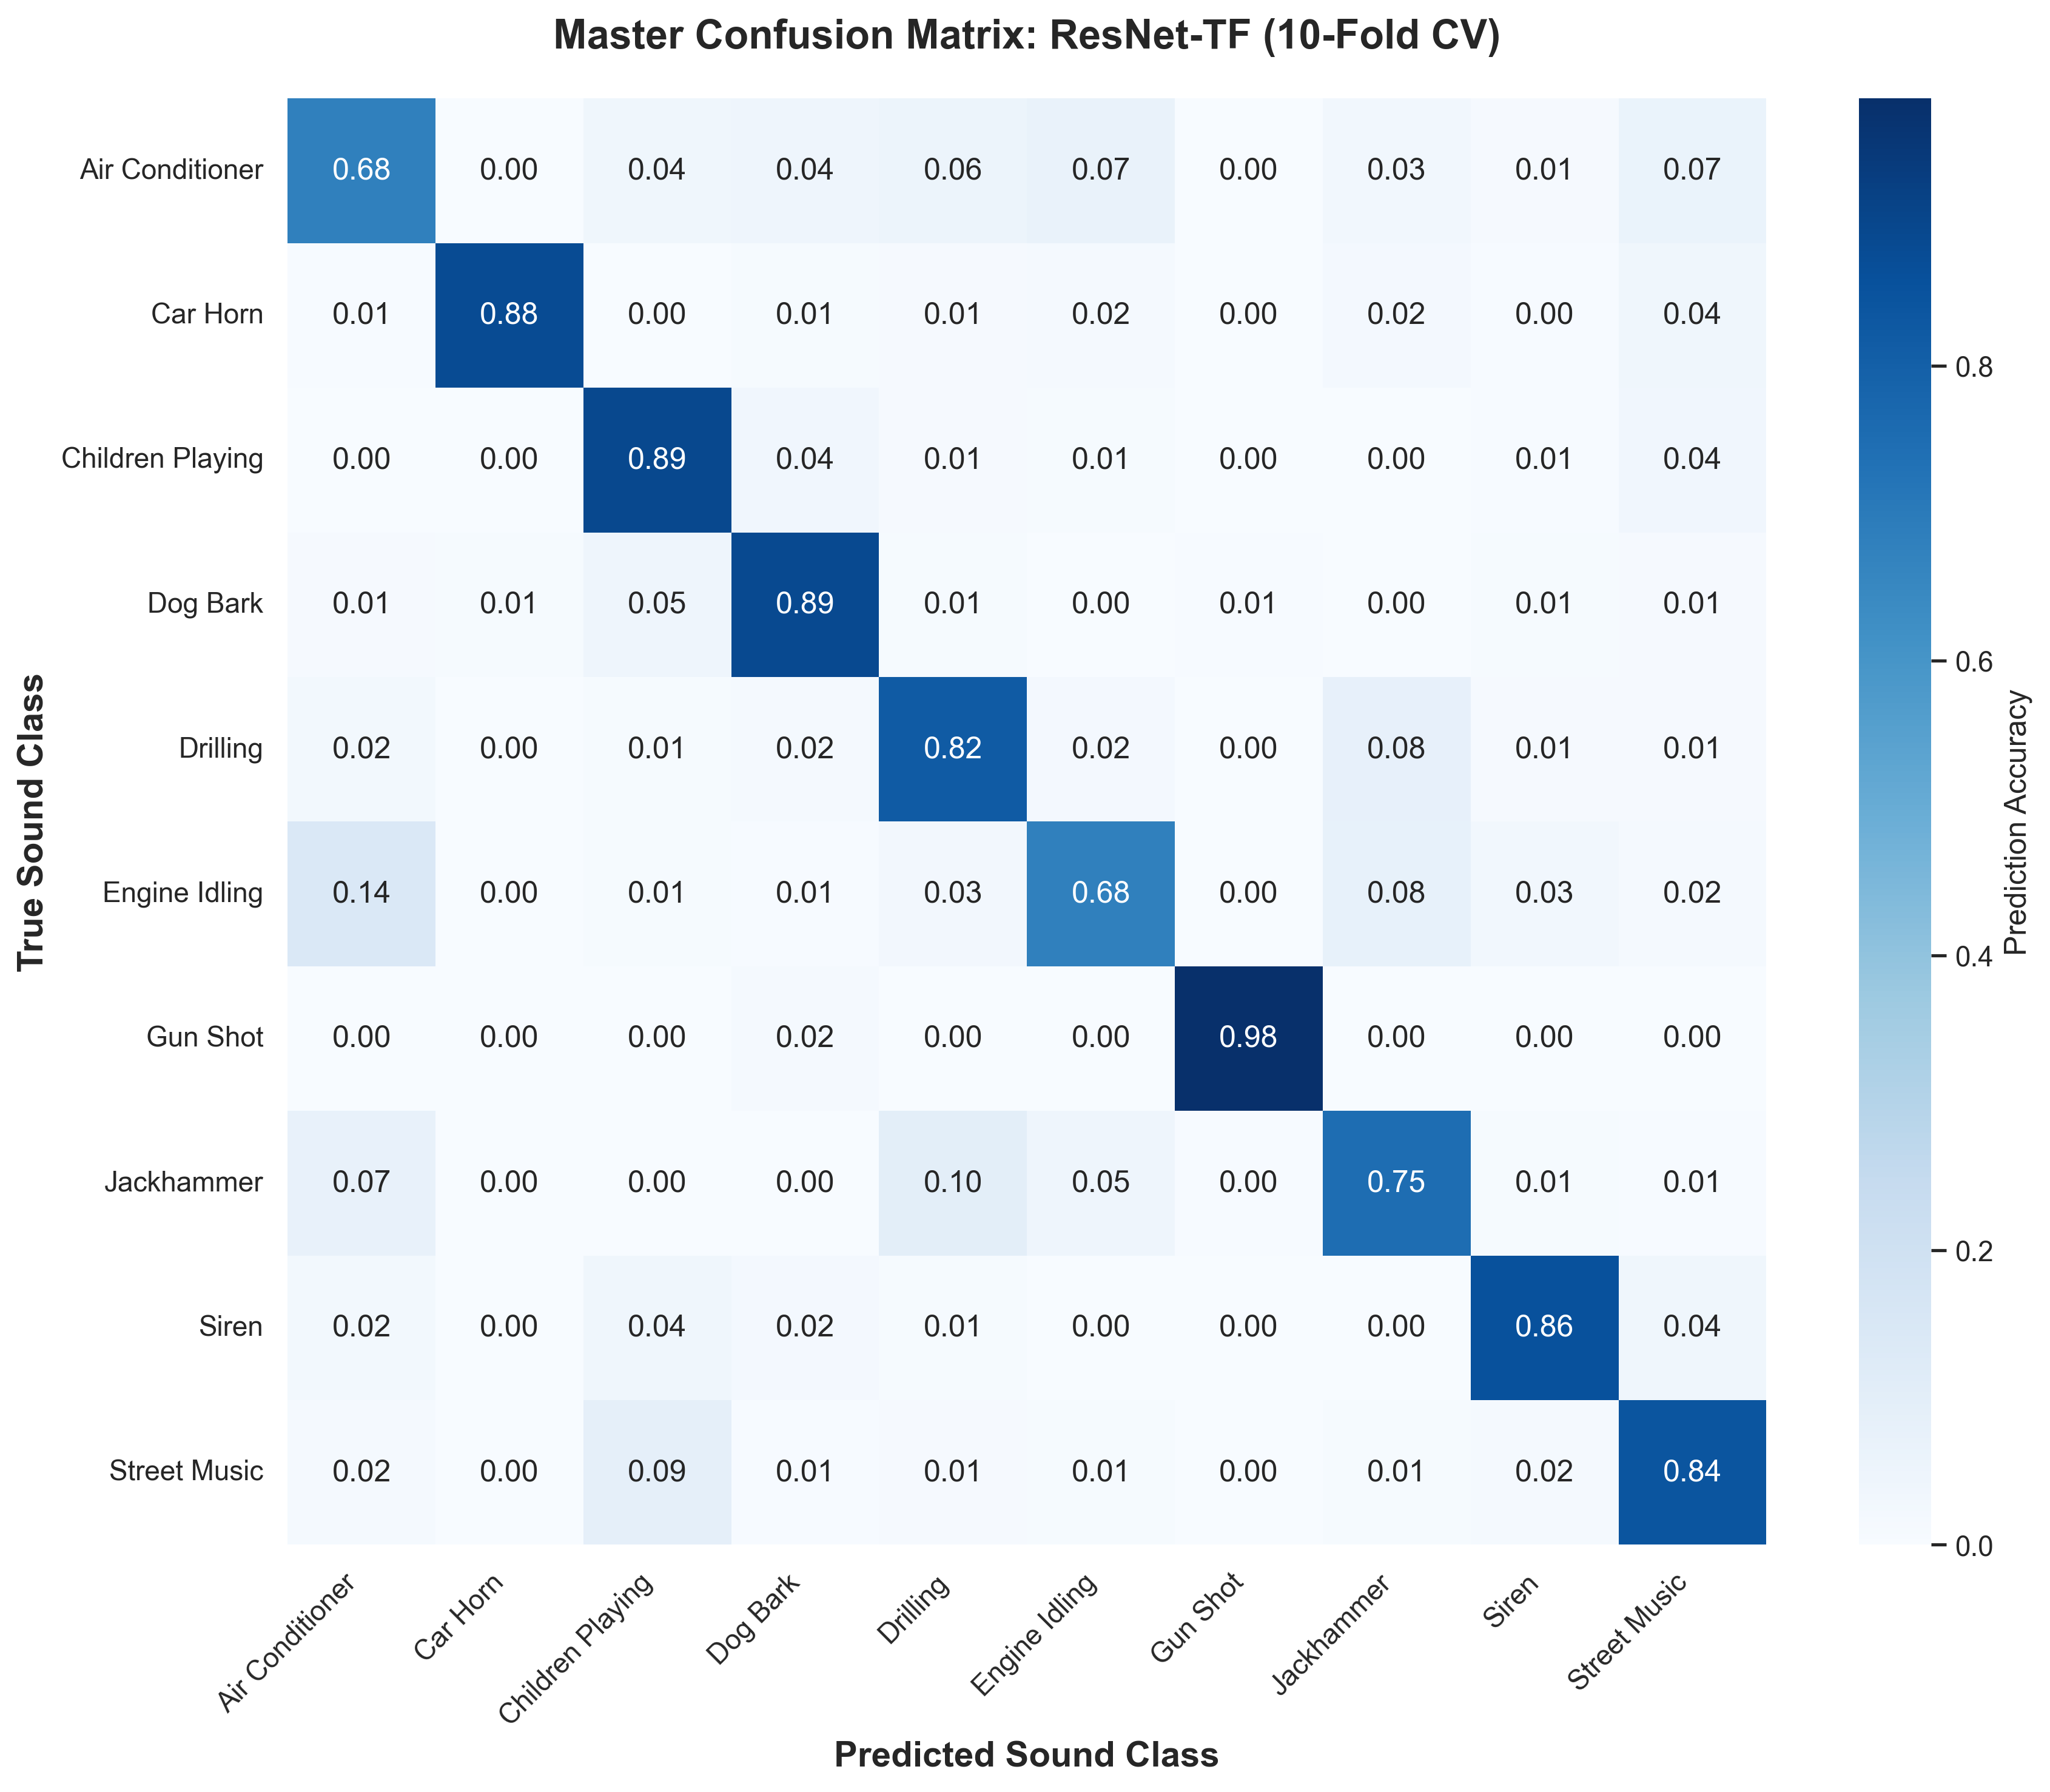 Master Confusion Matrix: ResNet-TF (10-Fold CV)
True Sound Class
Air Conditioner 0.68 0.00 0.04 0.04 0.06 0.07 0.00 0.03 0.01 0.07
Car Horn 0.01 0.88 0.00 0.01 0.01 0.02 0.00 0.02 0.00 0.04
Children Playing 0.00 0.00 0.89 0.04 0.01 0.01 0.00 0.00 0.01 0.04
Dog Bark 0.01 0.01 0.05 0.89 0.01 0.00 0.01 0.00 0.01 0.01
Drilling 0.02 0.00 0.01 0.02 0.82 0.02 0.00 0.08 0.01 0.01
Engine Idling 0.14 0.00 0.01 0.01 0.03 0.68 0.00 0.08 0.03 0.02
Gun Shot 0.00 0.00 0.00 0.02 0.00 0.00 0.98 0.00 0.00 0.00
Jackhammer 0.07 0.00 0.00 0.00 0.10 0.05 0.00 0.75 0.01 0.01
Siren 0.02 0.00 0.04 0.02 0.01 0.00 0.00 0.00 0.86 0.04
Street Music 0.02 0.00 0.09 0.01 0.01 0.01 0.00 0.01 0.02 0.84
Air Conditioner
Car Horn
Children Playing
Dog Bark
Drilling
Engine Idling
Gun Shot
Jackhammer
Siren
Street Music
Predicted Sound Class
0.8
0.6
0.4
0.2
0.0
Prediction Accuracy